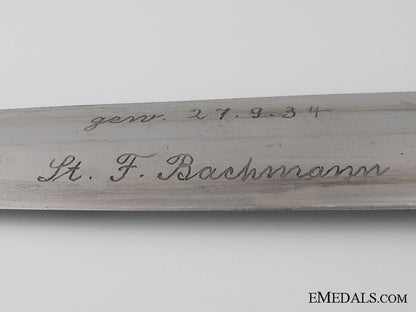 gew. 27.9.34
St. F. Bachmann
EMEDALS.COM